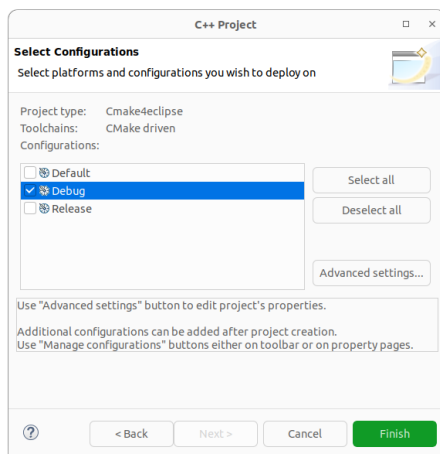 C++ Project
Select Configurations
Select platforms and configurations you wish to deploy on
Project type: Cmake4eclipse
Toolchains: CMake driven
Configurations:
Default
Debug
Release
Select all
Deselect all
Advanced settings...
Use "Advanced settings" button to edit project's properties.
Additional configurations can be added after project creation.
Use "Manage configurations" buttons either on toolbar or on property pages.
? < Back Next > Cancel Finish